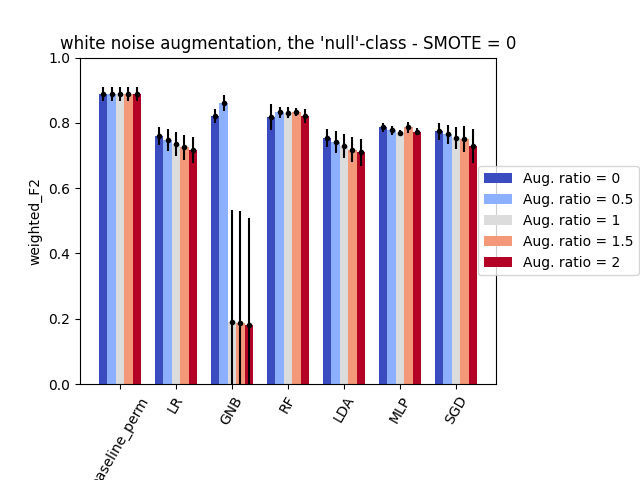 white noise augmentation, the 'null'-class - SMOTE = 0
weighted_F2
1.0
0.8
0.6
0.4
0.2
0.0
Aug. ratio = 0
Aug. ratio = 0.5
Aug. ratio = 1
Aug. ratio = 1.5
Aug. ratio = 2
aseline_perm
LR
GNB
RF
LDA
MLP
SGD